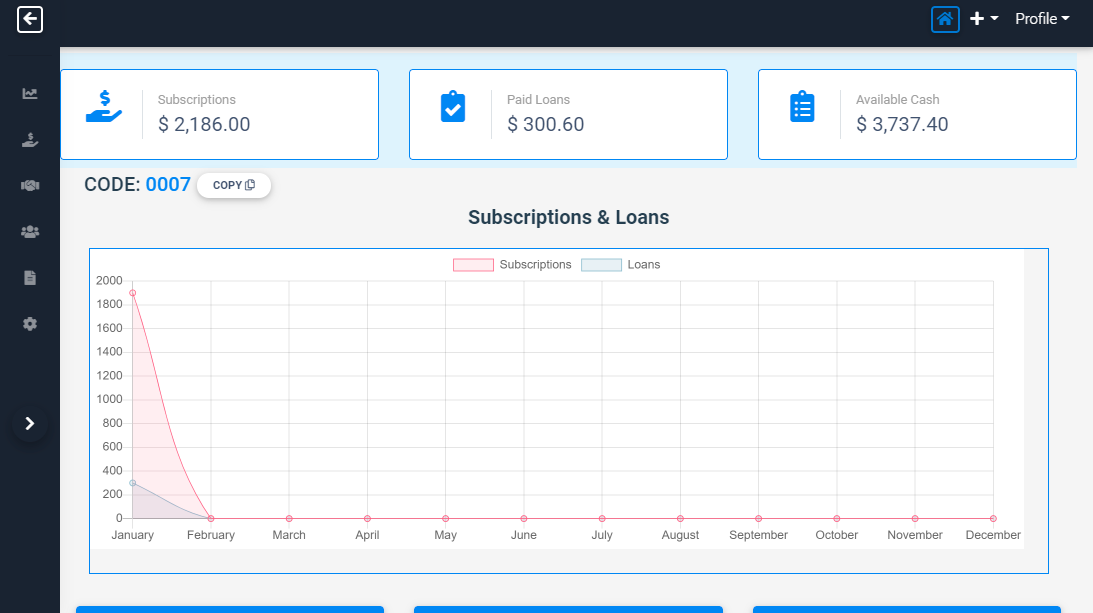 Profile
Subscriptions
$ 2,186.00
Paid Loans
$ 300.60
Available Cash
$ 3,737.40
CODE: 0007 COPY
Subscriptions & Loans
Subscriptions Loans
2000
1800
1600
1400
1200
1000
800
600
400
200
0
January February March April May June July August September October November December